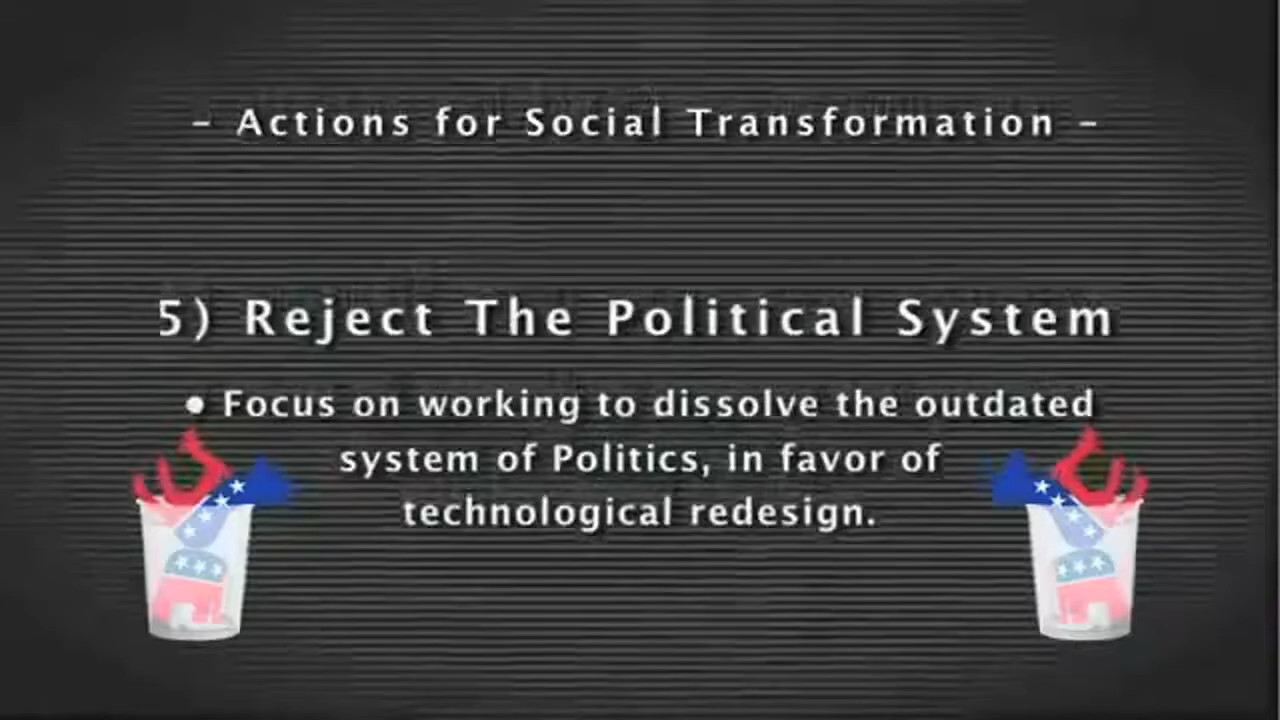 - Actions for Social Transformation -
5) Reject The Political System
• Focus on working to dissolve the outdated
system of Politics, in favor of
technological redesign.